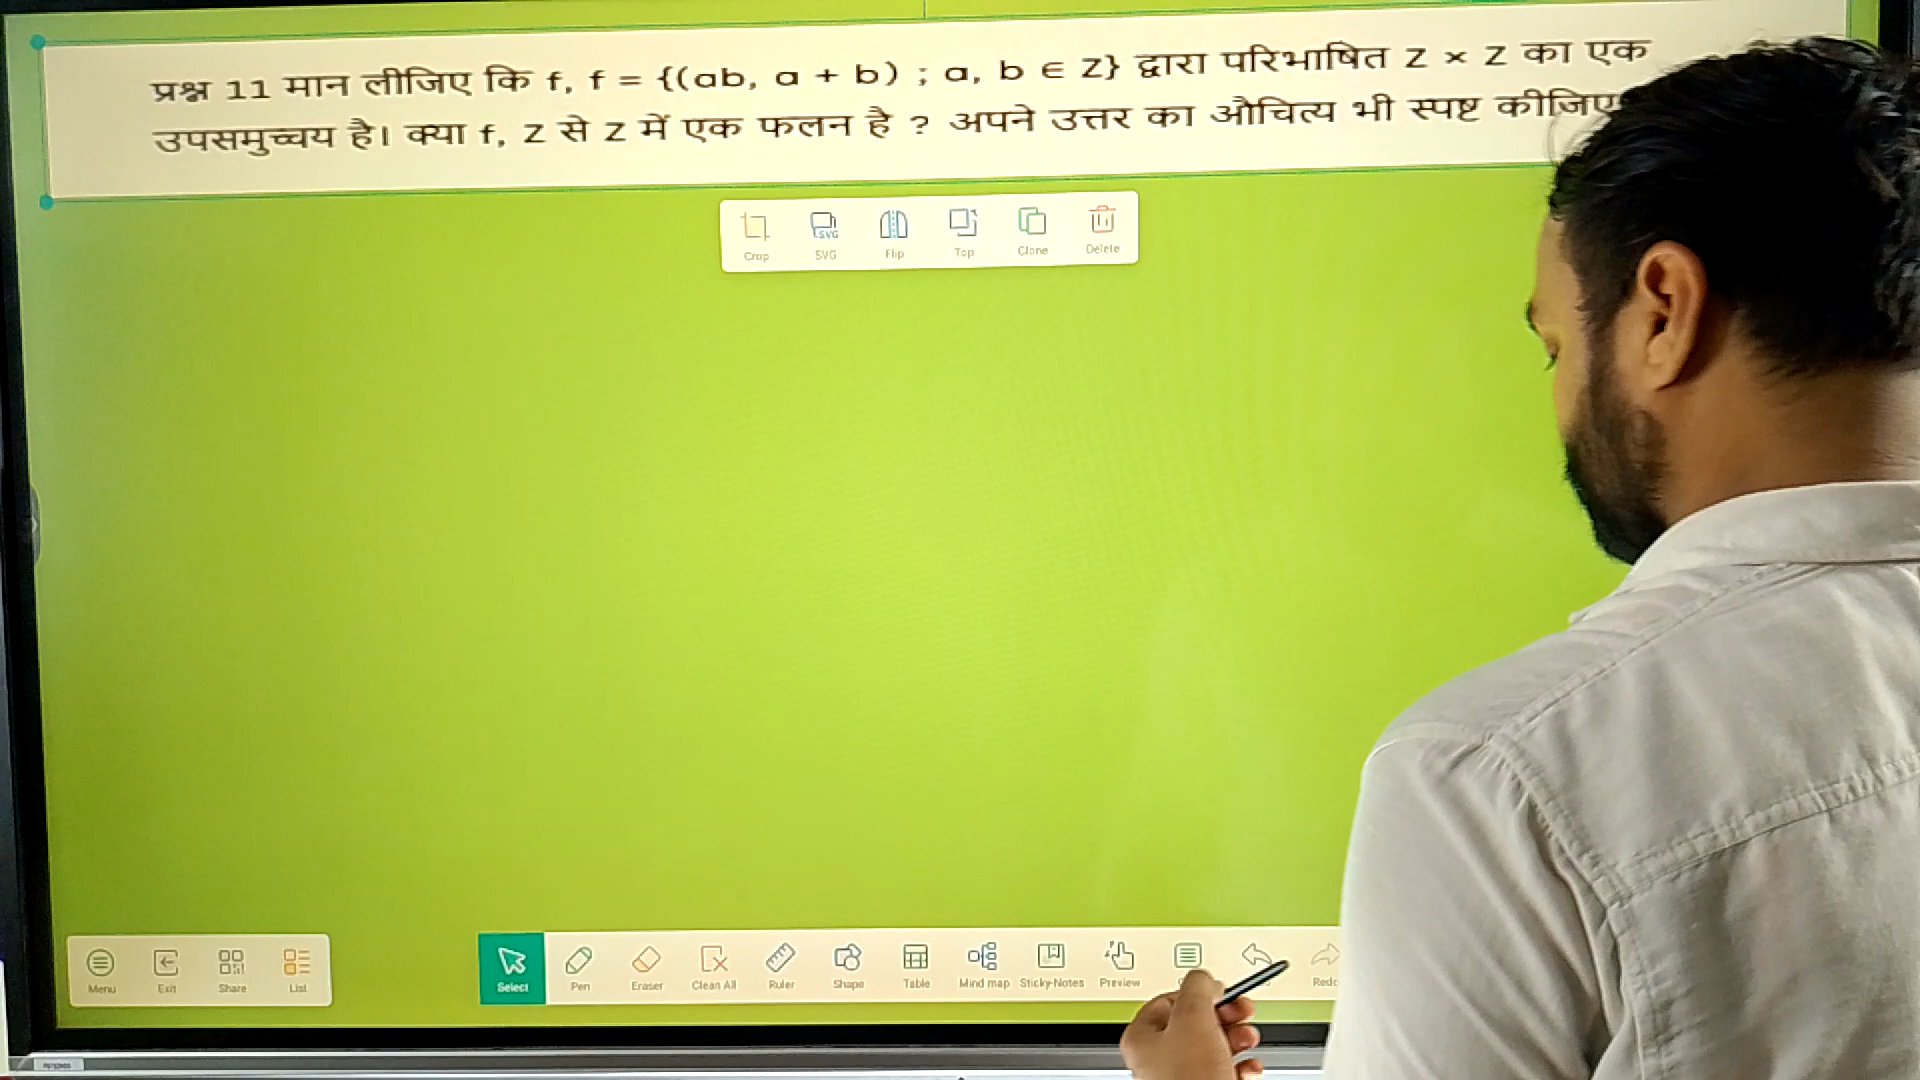 प्रश्न 11 मान लीजिए कि f, f = {(ab, a + b) ; a, b ∈ Z} द्वारा परिभाषित Z × Z का एक
उपसमुच्चय है। क्या f, Z से Z में एक फलन है ? अपने उत्तर का औचित्य भी स्पष्ट कीजिए
Crop SVG Flip Top Clone Delete
Menu Exit Share List
Select Pen Eraser Clean All Ruler Shape Table Mind map Sticky-Notes Preview